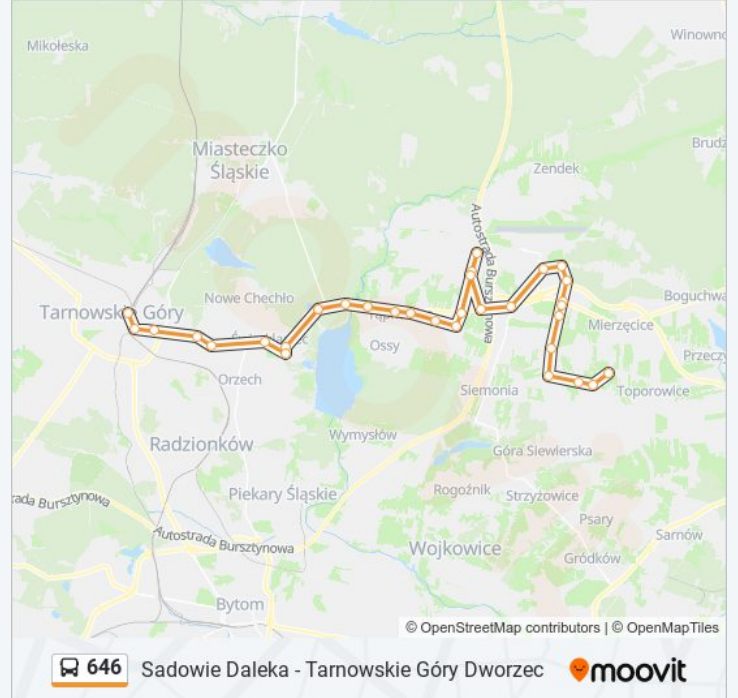 Mikołeska
Winowno
Miasteczko
Śląskie
Brudz
Zendek
Autostrada Bursztynowa
Nowe Chechło
Boguchwa
Tarnowskie Góry
Mierzęcice
Ossy
Przeczy
Orzech
Siemonia
Toporowice
Radzionków
Wymysłów
Góra Siewierska
Piekary Śląskie
Rogoźnik
Strzyżowice
rada Bursztynowa
Psary
Autostrada Bursztynowa
Sarnów
Wojkowice
Gródków
Bytom
© OpenStreetMap contributors | © OpenMapTiles
646 Sadowie Daleka - Tarnowskie Góry Dworzec moovit